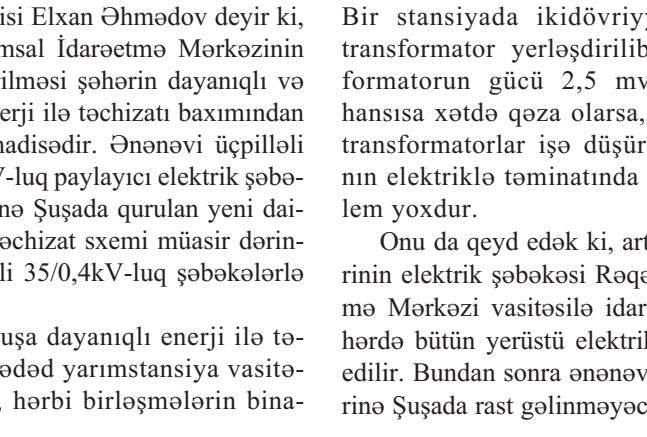 isi Elxan Əhmədov deyir ki,
msal İdarəetmə Mərkəzinin
rilməsi şəhərin dayanıqlı və
erji ilə təchizatı baxımından
hadisədir. Ənənəvi üçpilləli
V-luq paylayıcı elektrik şəbə-
nə Şuşada qurulan yeni dai-
əchizat sxemi müasir dərin-
li 35/0,4kV-luq şəbəkələrlə
uşa dayanıqlı enerji ilə tə-
ədəd yarımstansiya vasitə-
, hərbi birləşmələrin bina-
Bir stansiyada ikidövriyy
transformator yerləşdirilib
formatorun gücü 2,5 mv
hansısa xətdə qəza olarsa,
transformatorlar işə düşür
nın elektriklə təminatında
lem yoxdur.
Onu da qeyd edək ki, art
rinin elektrik şəbəkəsi Rəqə
mə Mərkəzi vasitəsilə idar
hərdə bütün yerüstü elektrik
edilir. Bundan sonra ənənəv
rinə Şuşada rast gəlinməyəc